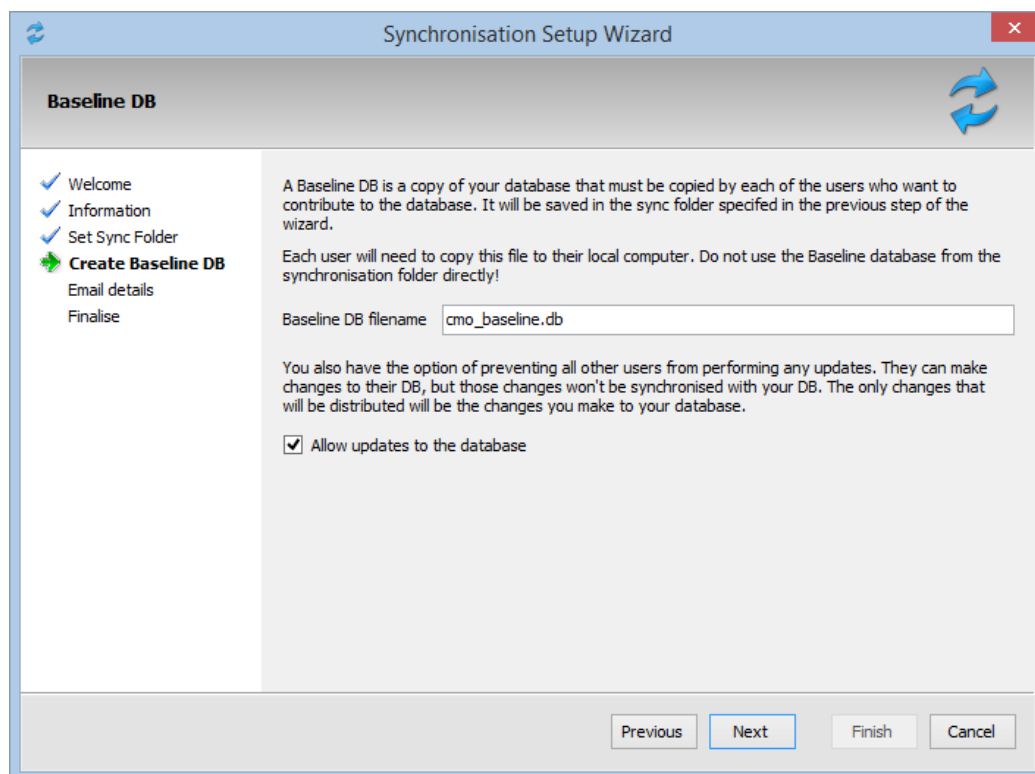 Synchronisation Setup Wizard
Baseline DB
Welcome
Information
Set Sync Folder
Create Baseline DB
Email details
Finalise
A Baseline DB is a copy of your database that must be copied by each of the users who want to
contribute to the database. It will be saved in the sync folder specifed in the previous step of the
wizard.
Each user will need to copy this file to their local computer. Do not use the Baseline database from the
synchronisation folder directly!
Baseline DB filename cmo_baseline.db
You also have the option of preventing all other users from performing any updates. They can make
changes to their DB, but those changes won't be synchronised with your DB. The only changes that
will be distributed will be the changes you make to your database.
Allow updates to the database
Previous Next Finish Cancel